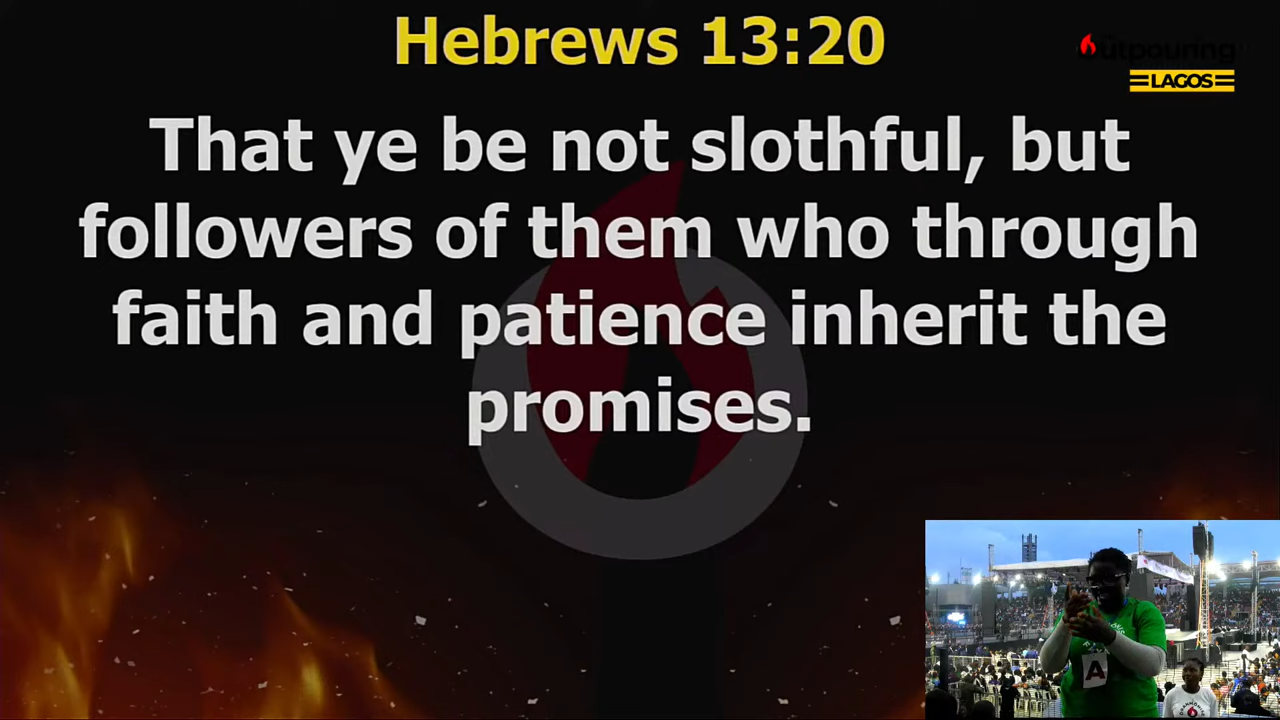 Hebrews 13:20
Outpouring
LAGOS
That ye be not slothful, but
followers of them who through
faith and patience inherit the
promises.
A